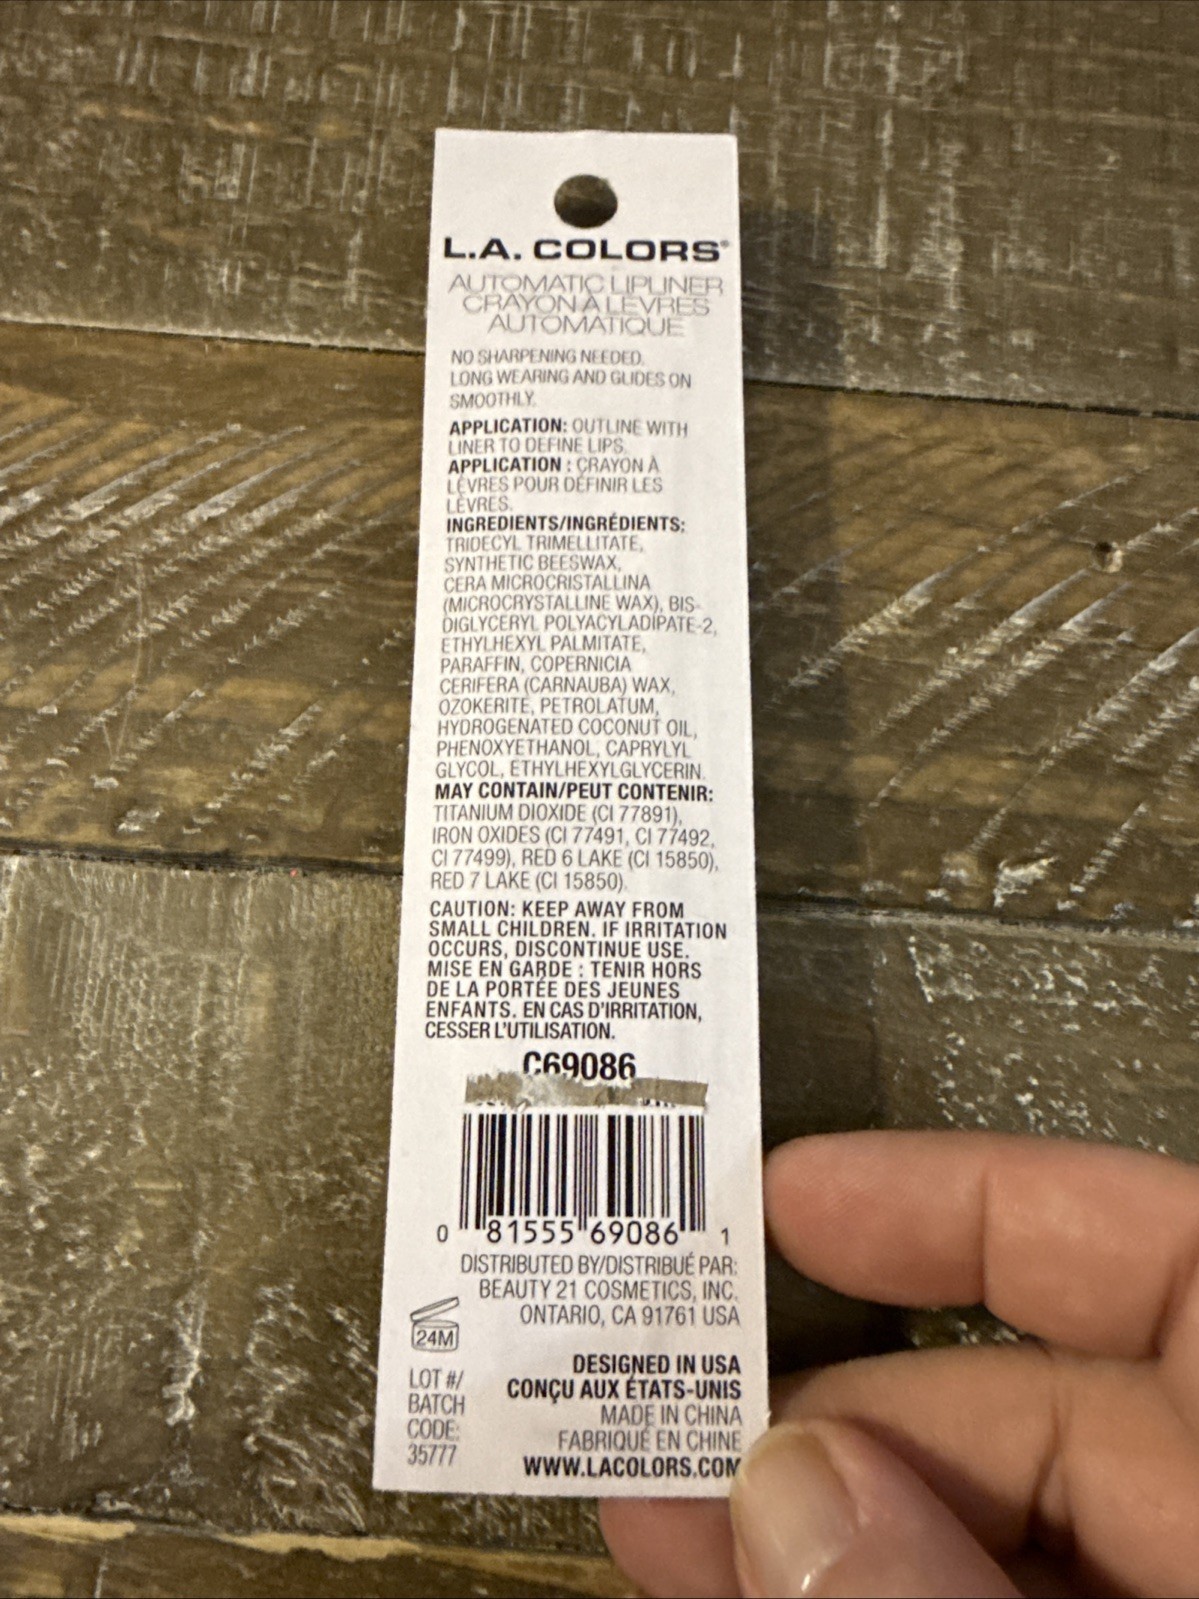 L.A. COLORS®
AUTOMATIC LIPLINER
CRAYON À LÈVRES
AUTOMATIQUE
NO SHARPENING NEEDED.
LONG WEARING AND GLIDES ON
SMOOTHLY.
APPLICATION: OUTLINE WITH
LINER TO DEFINE LIPS.
APPLICATION : CRAYON À
LÈVRES POUR DÉFINIR LES
LÈVRES.
INGREDIENTS/INGRÉDIENTS:
TRIDECYL TRIMELLITATE,
SYNTHETIC BEESWAX,
CERA MICROCRISTALLINA
(MICROCRYSTALLINE WAX), BIS-
DIGLYCERYL POLYACYLADIPATE-2,
ETHYLHEXYL PALMITATE,
PARAFFIN, COPERNICIA
CERIFERA (CARNAUBA) WAX,
OZOKERITE, PETROLATUM,
HYDROGENATED COCONUT OIL,
PHENOXYETHANOL, CAPRYLYL
GLYCOL, ETHYLHEXYLGLYCERIN.
MAY CONTAIN/PEUT CONTENIR:
TITANIUM DIOXIDE (CI 77891),
IRON OXIDES (CI 77491, CI 77492,
CI 77499), RED 6 LAKE (CI 15850),
RED 7 LAKE (CI 15850).
CAUTION: KEEP AWAY FROM
SMALL CHILDREN. IF IRRITATION
OCCURS, DISCONTINUE USE.
MISE EN GARDE : TENIR HORS
DE LA PORTÉE DES JEUNES
ENFANTS. EN CAS D'IRRITATION,
CESSER L'UTILISATION.
C69086
0 81555 69086 1
DISTRIBUTED BY/DISTRIBUÉ PAR:
BEAUTY 21 COSMETICS, INC.
ONTARIO, CA 91761 USA
24M
LOT #/
BATCH
CODE:
35777
DESIGNED IN USA
CONÇU AUX ÉTATS-UNIS
MADE IN CHINA
FABRIQUÉ EN CHINE
WWW.LACOLORS.COM